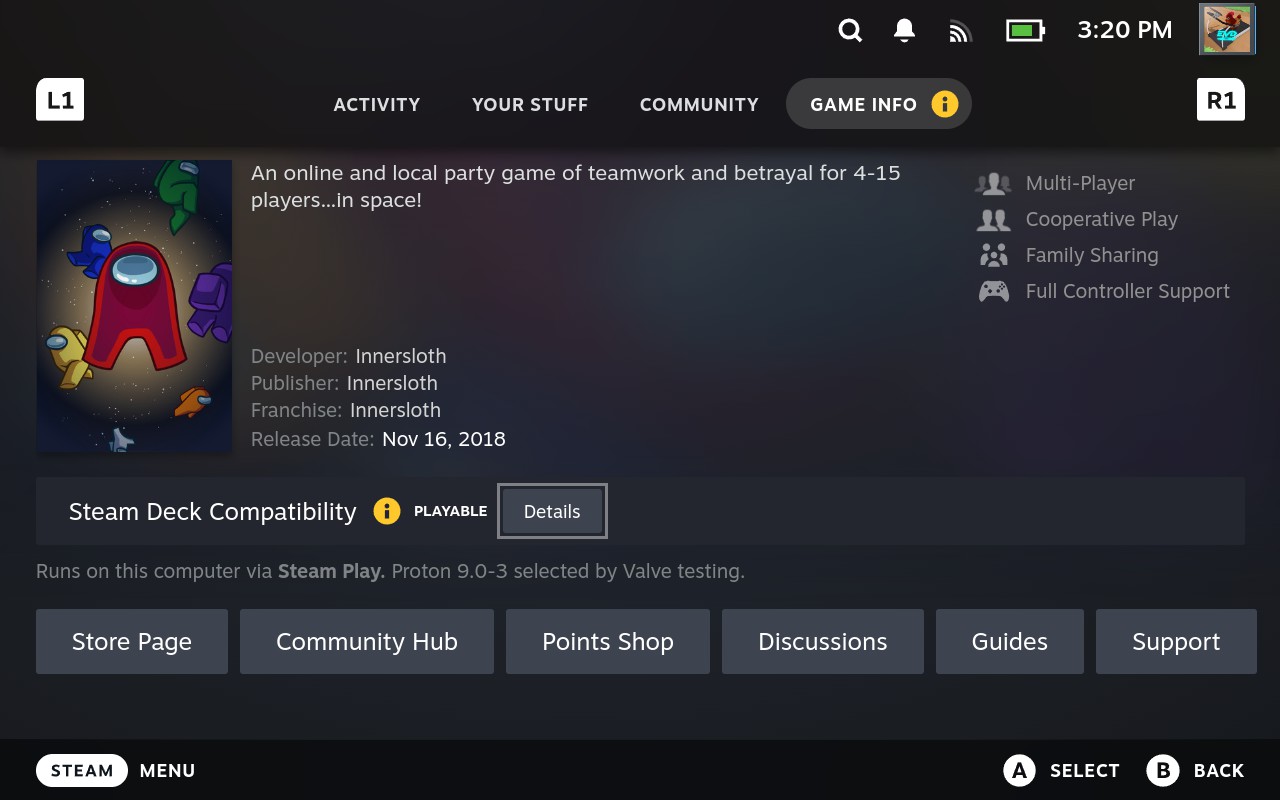 3:20 PM
L1
ACTIVITY
YOUR STUFF
COMMUNITY
GAME INFO
R1
An online and local party game of teamwork and betrayal for 4-15
players...in space!
Multi-Player
Cooperative Play
Family Sharing
Full Controller Support
Developer: Innersloth
Publisher: Innersloth
Franchise: Innersloth
Release Date: Nov 16, 2018
Steam Deck Compatibility PLAYABLE Details
Runs on this computer via Steam Play. Proton 9.0-3 selected by Valve testing.
Store Page
Community Hub
Points Shop
Discussions
Guides
Support
STEAM MENU
A SELECT
B BACK